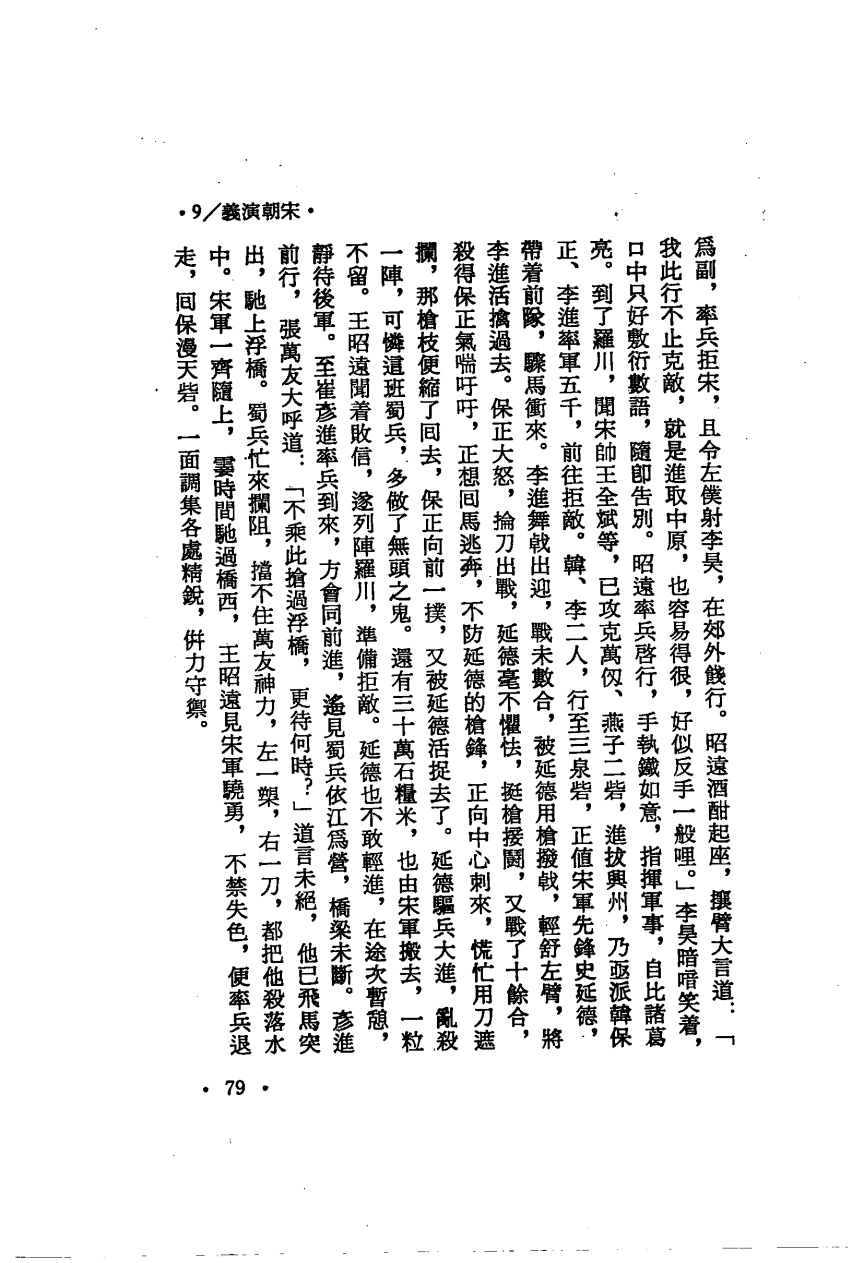 •9／義演朝宋•
爲副，率兵拒宋，且令左僕射李昊，在郊外餞行。昭遠酒酣起座，攘臂大言道：「
我此行不止克敵，就是進取中原，也容易得很，好似反手一般哩。」李昊暗暗笑着，
口中只好敷衍數語，隨卽告別。昭遠率兵啓行，手執鐵如意，指揮軍事，自比諸葛
亮。到了羅川，聞宋帥王全斌等，已攻克萬仭、燕子二砦，進拔興州，乃亟派韓保
正、李進率軍五千，前往拒敵。韓、李二人，行至三泉砦，正值宋軍先鋒史延德，
帶着前隊，驟馬衝來。李進舞戟出迎，戰未數合，被延德用槍撥戟，輕舒左臂，將
李進活擒過去。保正大怒，掄刀出戰，延德毫不懼怯，挺槍接鬬，又戰了十餘合，
殺得保正氣喘吁吁，正想回馬逃奔，不防延德的槍鋒，正向中心刺來，慌忙用刀遮
攔，那槍枝便縮了回去，保正向前一撲，又被延德活捉去了。延德驅兵大進，亂殺
一陣，可憐這班蜀兵，多做了無頭之鬼。還有三十萬石糧米，也由宋軍搬去，一粒
不留。王昭遠聞着敗信，遂列陣羅川，準備拒敵。延德也不敢輕進，在途次暫憩，
靜待後軍。至崔彥進率兵到來，方會同前進，遙見蜀兵依江爲營，橋梁未斷。彥進
前行，張萬友大呼道：「不乘此搶過浮橋，更待何時？」道言未絕，他已飛馬突
出，馳上浮橋。蜀兵忙來攔阻，擋不住萬友神力，左一槊，右一刀，都把他殺落水
中。宋軍一齊隨上，霎時間馳過橋西，王昭遠見宋軍驍勇，不禁失色，便率兵退
走，回保漫天砦。一面調集各處精銳，倂力守禦。
• 79 •